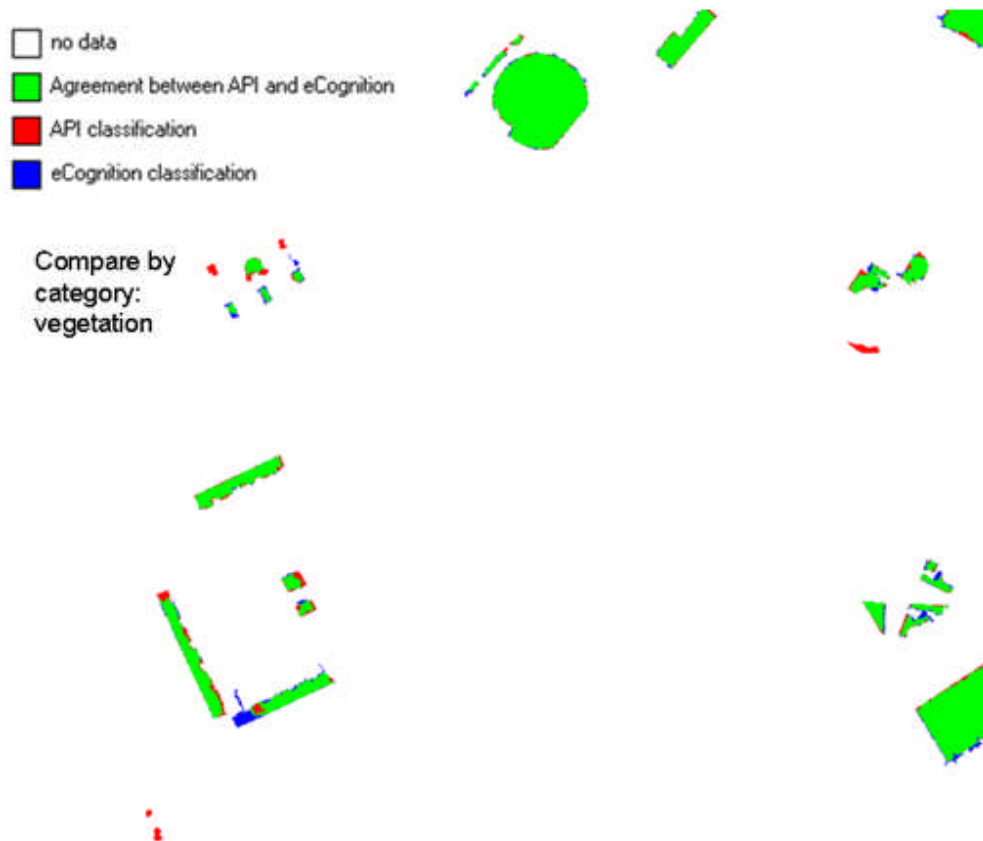 no data
Agreement between API and eCognition
API classification
eCognition classification
Compare by
category:
vegetation